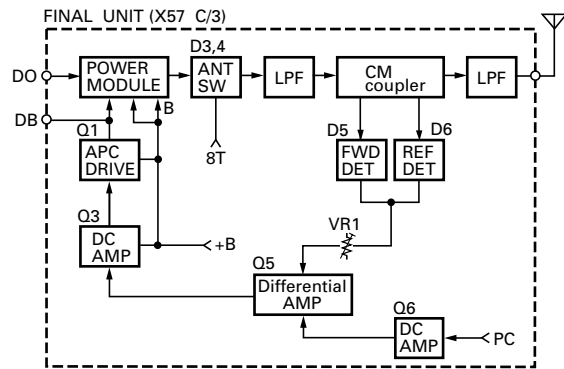 FINAL UNIT (X57 C/3)
D3,4
DO
POWER
MODULE
ANT
SW
LPF
CM
coupler
LPF
B
DB
Q1
8T
D5
D6
APC
DRIVE
FWD
DET
REF
DET
Q3
VR1
DC
AMP
+B
Q5
Differential
AMP
Q6
DC
AMP
PC